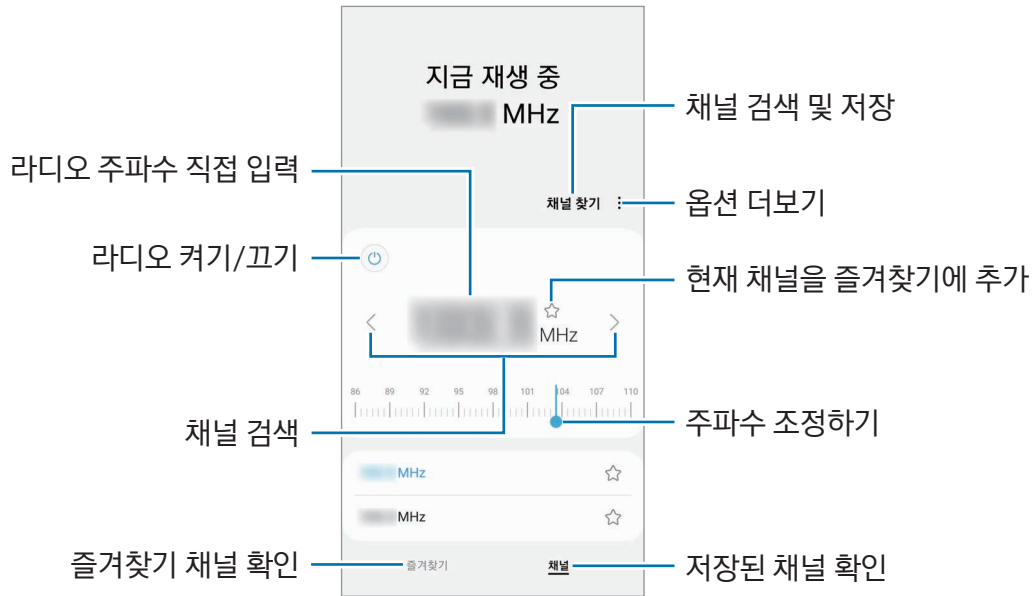 지금 재생 중
MHz
채널 검색 및 저장
라디오 주파수 직접 입력
채널 찾기
옵션 더보기
라디오 켜기/끄기
현재 채널을 즐겨찾기에 추가
MHz
86 89 92 95 98 101 104 107 110
채널 검색
주파수 조정하기
MHz
MHz
즐겨찾기 채널 확인
즐겨찾기
채널
저장된 채널 확인